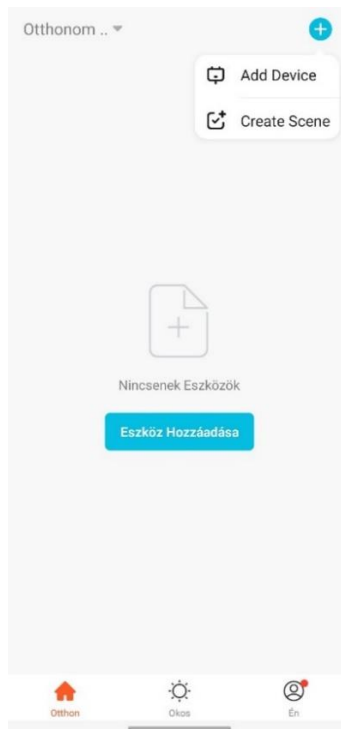 Otthonom ..
Add Device
Create Scene
Nincsenek Eszközök
Eszköz Hozzáadása
Otthon
Okos
Én